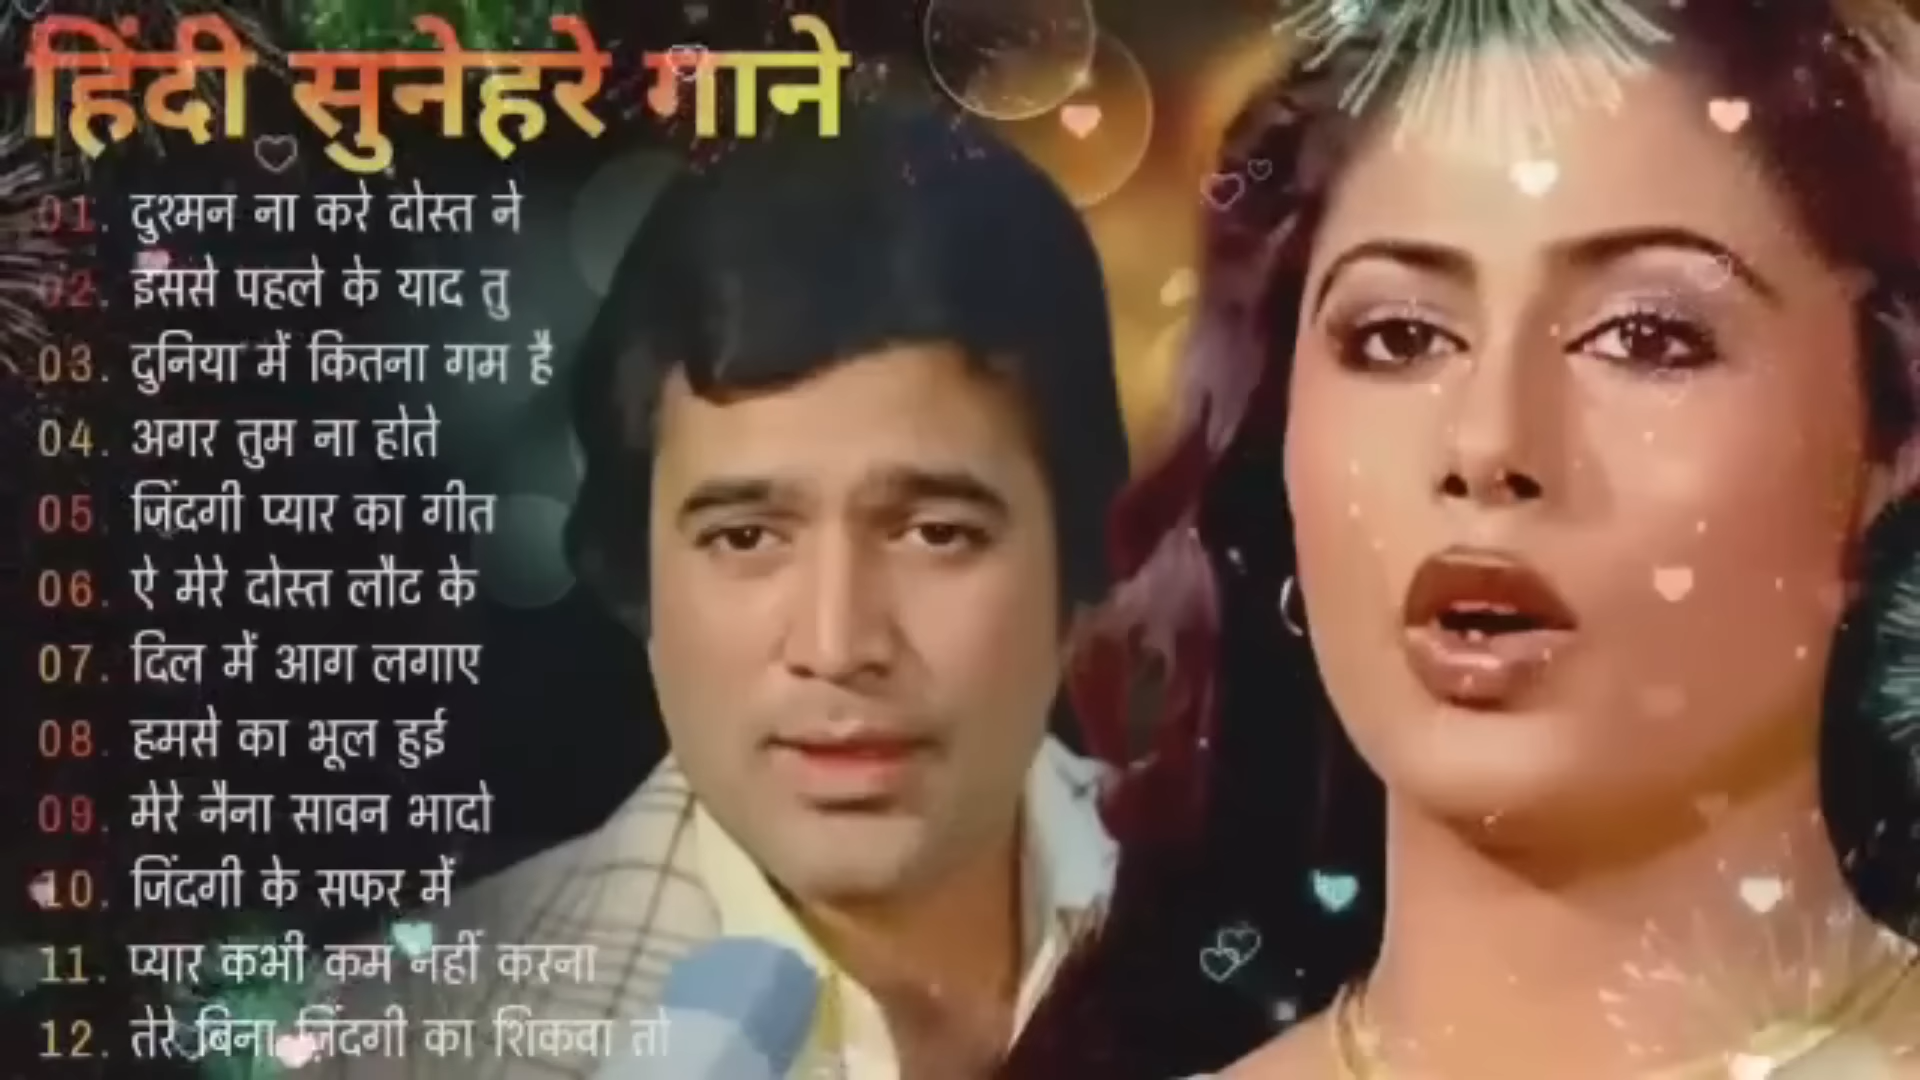 हिंदी सुनेहरे गाने
01. दुश्मन ना करे दोस्त ने
02. इससे पहले के याद तु
03. दुनिया में कितना गम है
04. अगर तुम ना होते
05. जिंदगी प्यार का गीत
06. ऐ मेरे दोस्त लौट के
07. दिल में आग लगाए
08. हमसे का भूल हुई
09. मेरे नैना सावन भादो
10. जिंदगी के सफर में
11. प्यार कभी कम नहीं करना
12. तेरे बिना जिंदगी का शिकवा तो